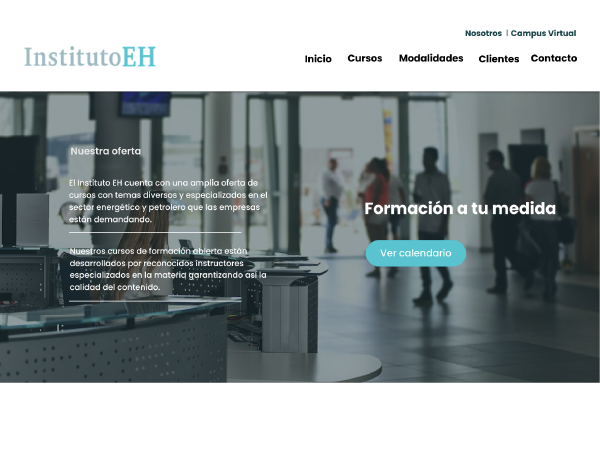 Nosotros | Campus Virtual
InstitutoEH
Inicio Cursos Modalidades Clientes Contacto
Nuestra oferta
El Instituto EH cuenta con una amplia oferta de
cursos con temas diversos y especializados en el
sector energético y petrolero que las empresas
están demandando.
Nuestros cursos de formación abierta están
desarrollados por reconocidos instructores
especializados en la materia garantizando así la
calidad del contenido.
Formación a tu medida
Ver calendario